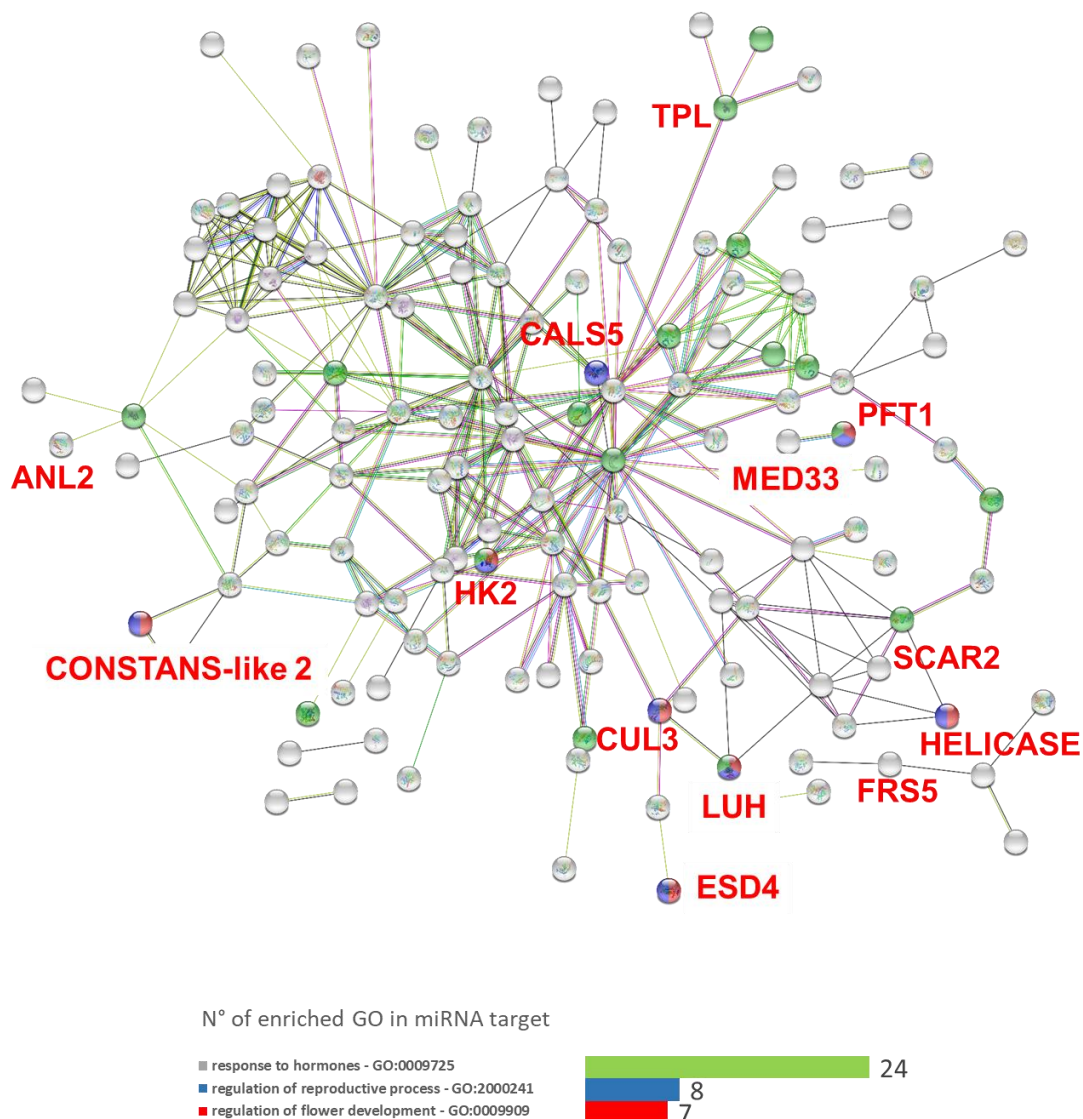 TPL
CALS5
PFT1
ANL2
MED33
HK2
CONSTANS-like 2
SCAR2
CUL3
HELICASE
FRS5
LUH
ESD4
N° of enriched GO in miRNA target
response to hormones - GO:0009725
24
regulation of reproductive process - GO:2000241
8
regulation of flower development - GO:0009909
7